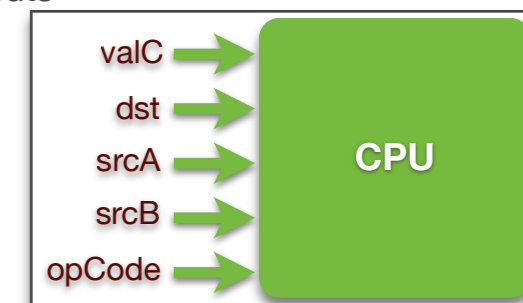 valC
dst
srcA
CPU
srcB
opCode